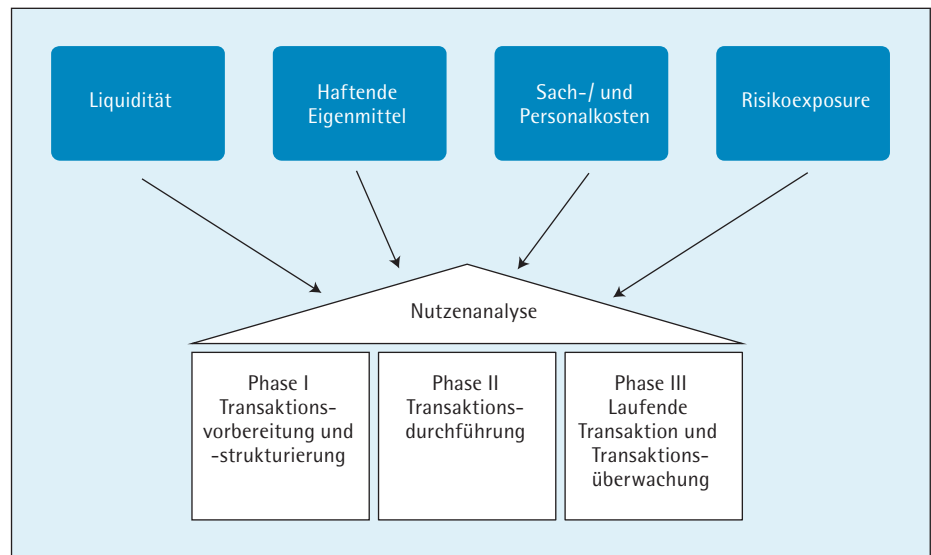 Liquidität
Haftende
Eigenmittel
Sach-/ und
Personalkosten
Risikoexposure
Nutzenanalyse
Phase I
Transaktions-
vorbereitung und
-strukturierung
Phase II
Transaktions-
durchführung
Phase III
Laufende
Transaktion und
Transaktions-
überwachung